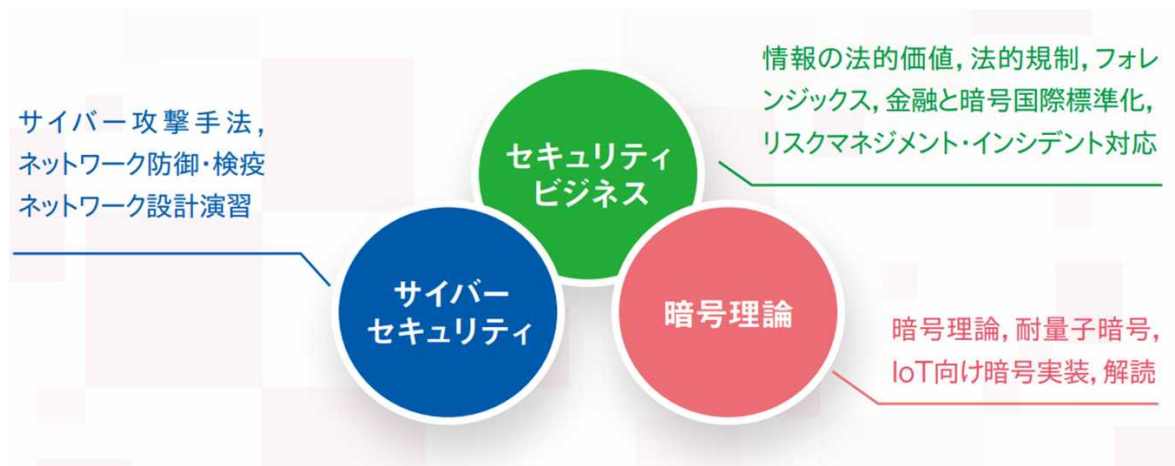 情報の法的価値, 法的規制, フォレ
ンジックス, 金融と暗号国際標準化,
リスクマネジメント・インシデント対応
サイバー攻撃手法,
ネットワーク防御・検疫
ネットワーク設計演習
セキュリティ
ビジネス
サイバー
セキュリティ
暗号理論
暗号理論, 耐量子暗号,
IoT向け暗号実装, 解読